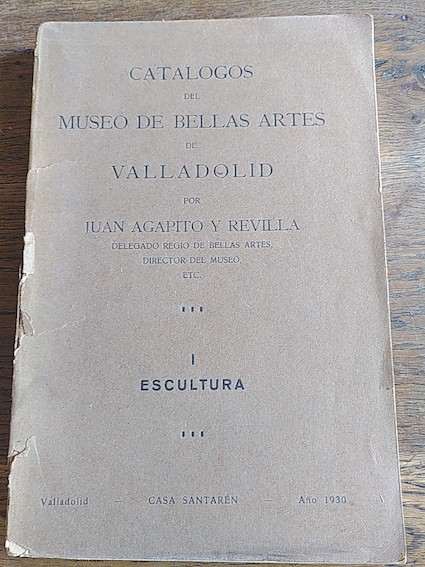 CATALOGOS
DEL
MUSEO DE BELLAS ARTES
DE
VALLADOLID
POR
JUAN AGAPITO Y REVILLA
DELEGADO REGIO DE BELLAS ARTES,
DIRECTOR DEL MUSEO,
ETC.
I
ESCULTURA
Valladolid — CASA SANTARÉN — Año 1930